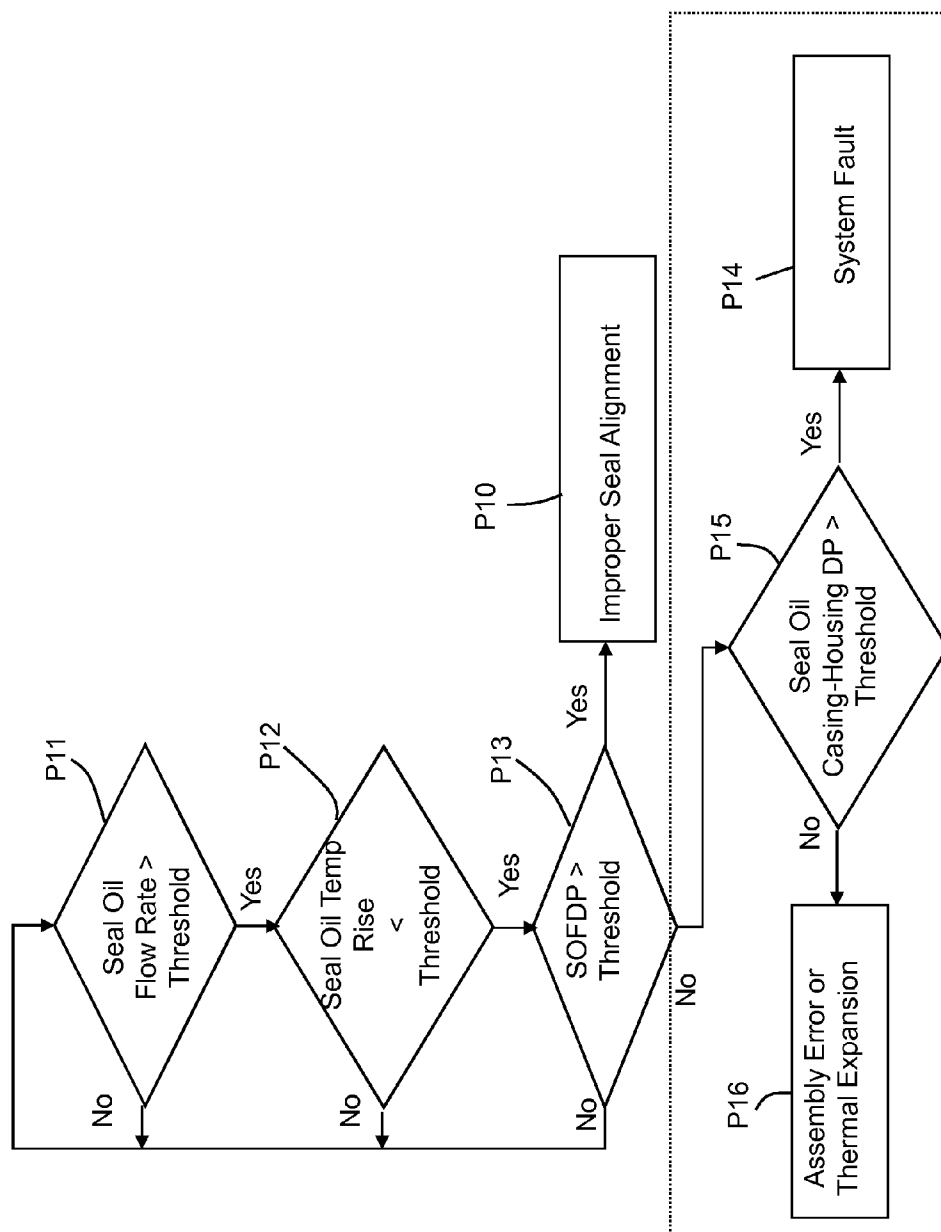 P11
Seal Oil
Flow Rate >
Threshold
No
Yes
P12
Seal Oil Temp
Rise
<
Threshold
No
Yes
P13
SOFDP >
Threshold
No
Yes
P10
Improper Seal Alignment
No
P15
Seal Oil
Casing-Housing DP >
Threshold
Yes
P14
System Fault
No
P16
Assembly Error or
Thermal Expansion